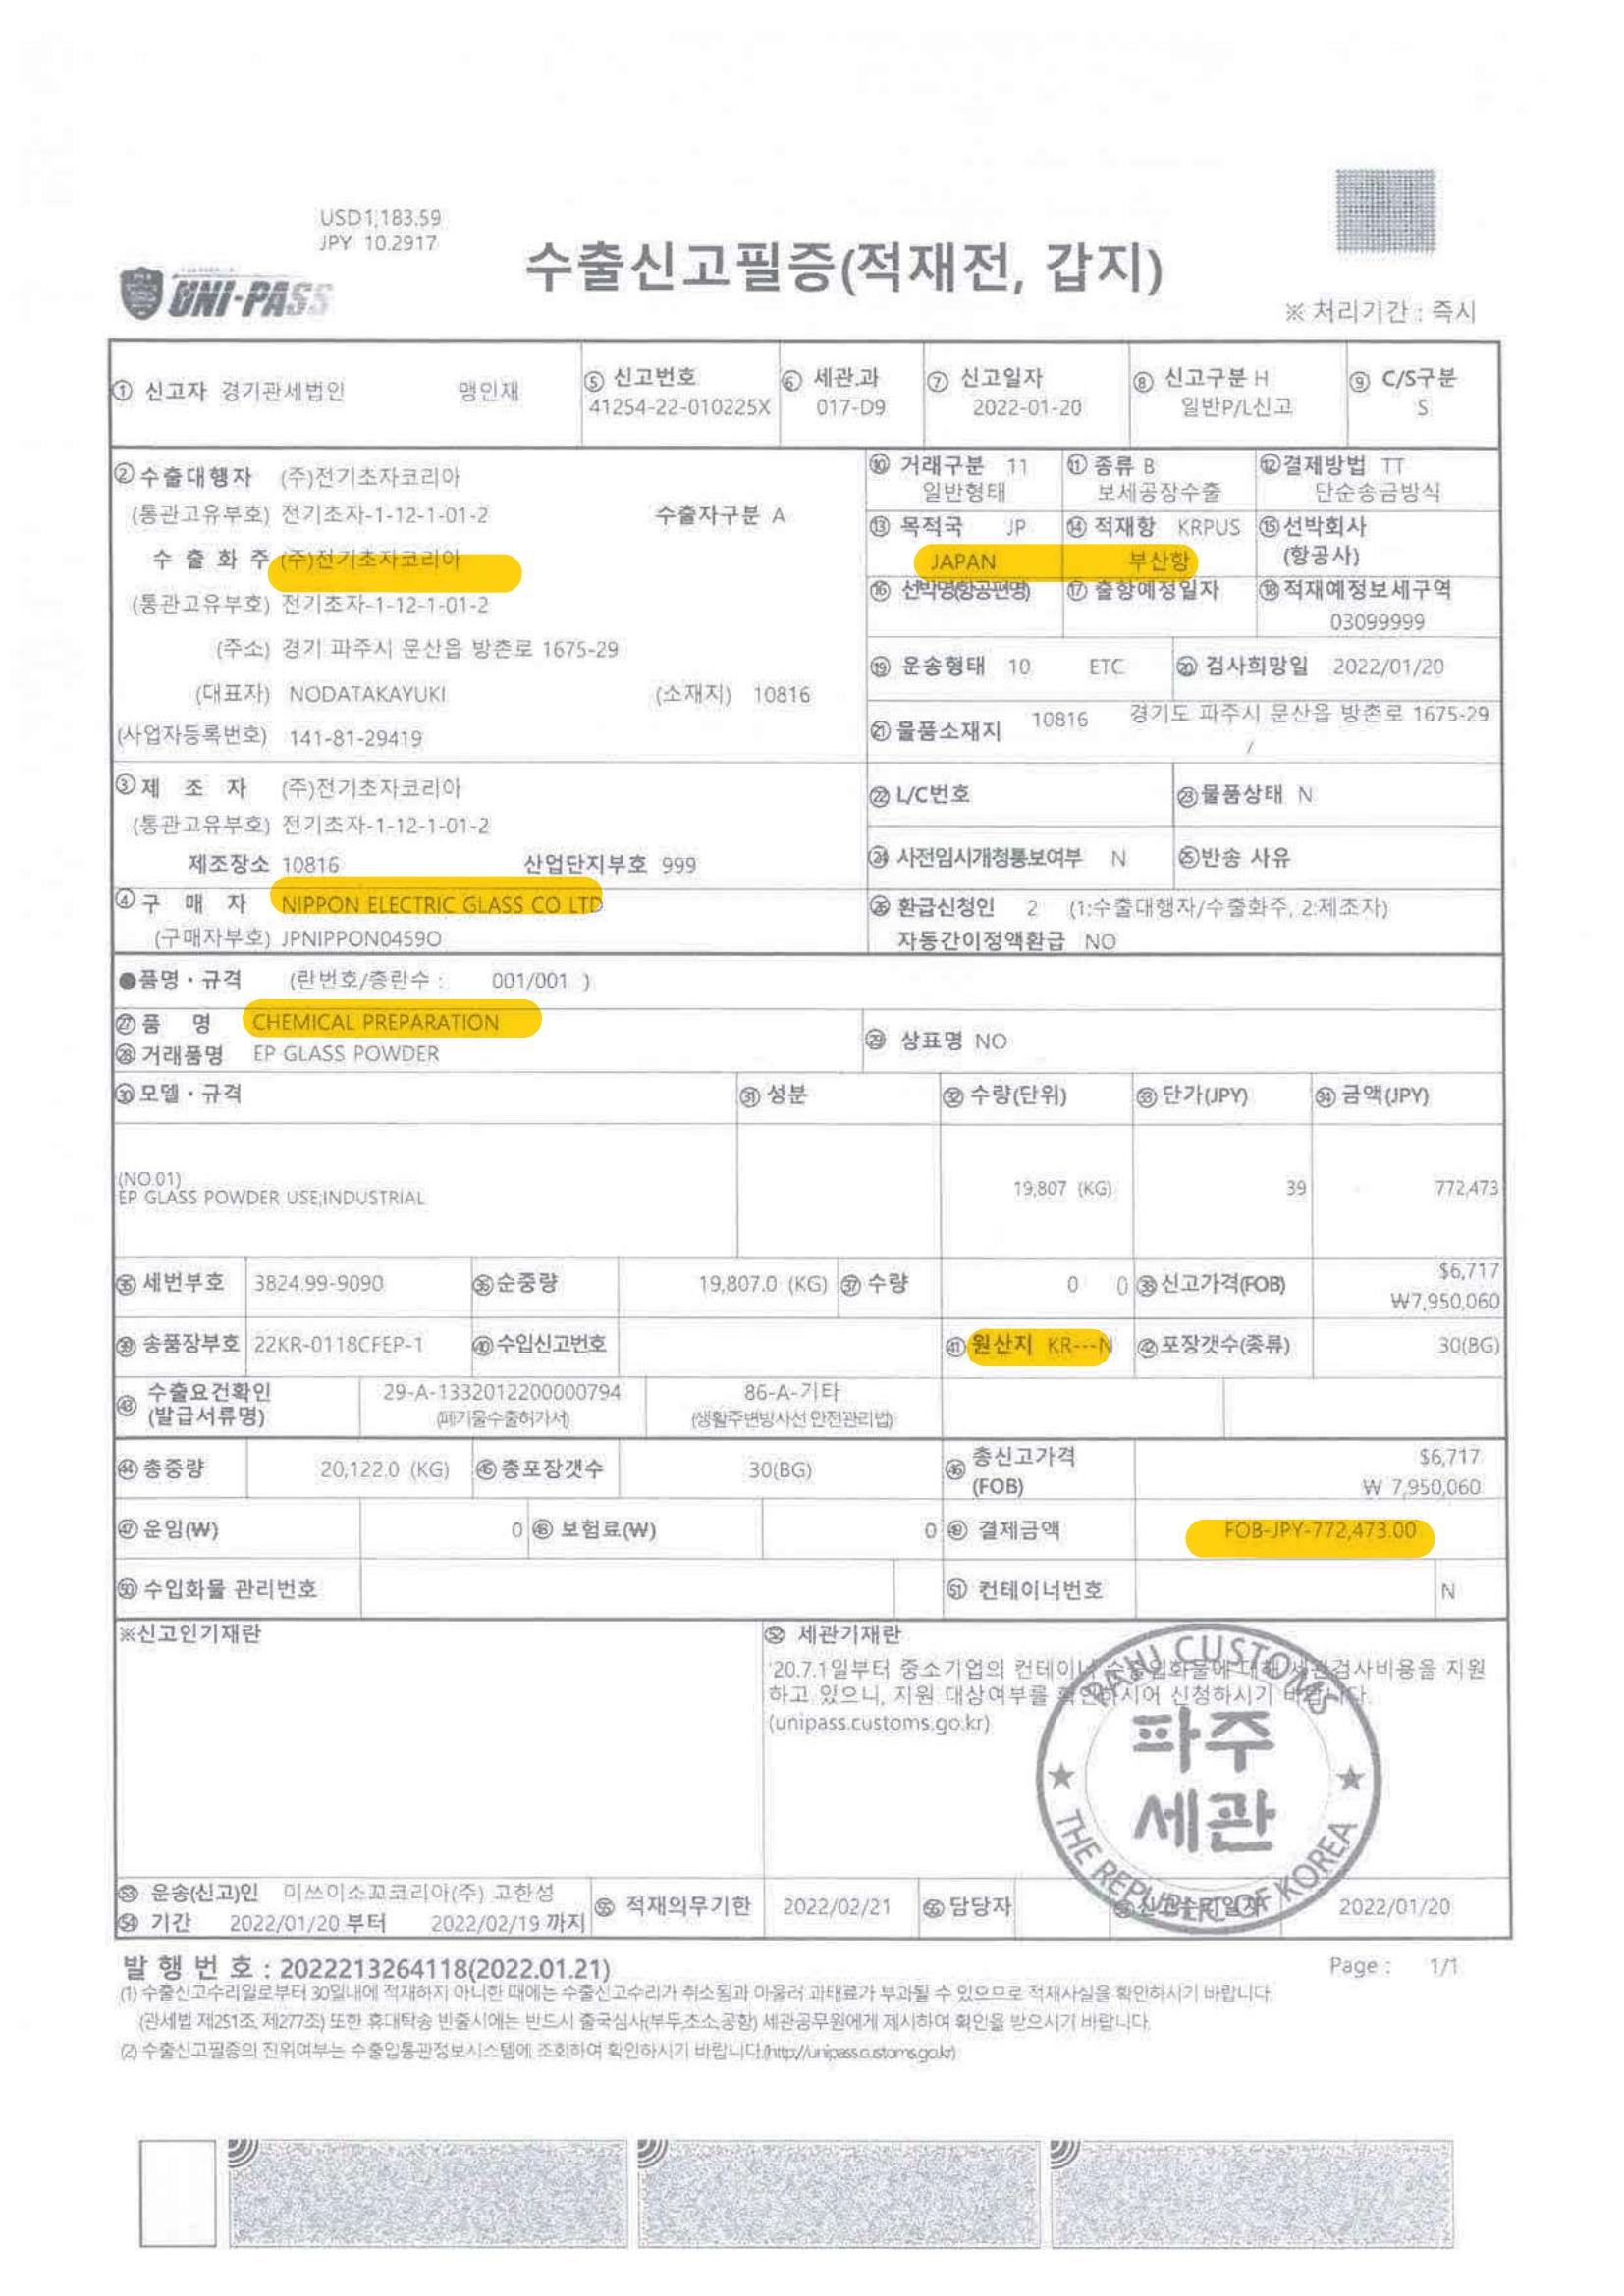 USD1,183.59
JPY 10.2917
UNI-PASS
수출신고필증(적재전, 갑지)
※ 처리기간 : 즉시
① 신고자 경기관세법인 맹인재
⑤ 신고번호
41254-22-010225X
⑥ 세관.과
017-D9
⑦ 신고일자
2022-01-20
⑧ 신고구분 H
일반P/L신고
⑨ C/S구분
S
② 수출대행자 (주)전기초자코리아
(통관고유부호) 전기초자-1-12-1-01-2 수출자구분 A
수 출 화 주 (주)전기초자코리아
(통관고유부호) 전기초자-1-12-1-01-2
(주소) 경기 파주시 문산읍 방촌로 1675-29
(대표자) NODATAKAYUKI (소재지) 10816
(사업자등록번호) 141-81-29419
⑩ 거래구분 11
일반형태
⑪ 종류 B
보세공장수출
⑫ 결제방법 TT
단순송금방식
⑬ 목적국 JP
JAPAN
⑭ 적재항 KRPUS
부산항
⑮ 선박회사
(항공사)
⑯ 선박명(항공편명)
⑰ 출항예정일자
⑱ 적재예정보세구역
03099999
⑲ 운송형태 10 ETC
⑳ 검사희망일 2022/01/20
㉑ 물품소재지 10816 경기도 파주시 문산읍 방촌로 1675-29
/
③ 제 조 자 (주)전기초자코리아
(통관고유부호) 전기초자-1-12-1-01-2
제조장소 10816 산업단지부호 999
㉒ L/C번호
㉓ 물품상태 N
㉔ 사전임시개청통보여부 N
㉕ 반송 사유
④ 구 매 자 NIPPON ELECTRIC GLASS CO LTD
(구매자부호) JPNIPPON0459O
㉖ 환급신청인 2 (1:수출대행자/수출화주, 2:제조자)
자동간이정액환급 NO
●품명・규격 (란번호/총란수 : 001/001 )
㉗ 품 명 CHEMICAL PREPARATION
㉘ 거래품명 EP GLASS POWDER
㉙ 상표명 NO
㉚ 모델・규격
㉛ 성분
㉜ 수량(단위)
㉝ 단가(JPY)
㉞ 금액(JPY)
(NO.01)
EP GLASS POWDER USE;INDUSTRIAL
19,807 (KG)
39
772,473
㉟ 세번부호 3824.99-9090
㊱ 순중량 19,807.0 (KG)
㊲ 수량 0 0
㊳ 신고가격(FOB)
$6,717
₩7,950,060
㊴ 송품장부호 22KR-0118CFEP-1
㊵ 수입신고번호
㊶ 원산지 KR---N
㊷ 포장갯수(종류) 30(BG)
㊸ 수출요건확인
(발급서류명)
29-A-1332012200000794
(폐기물수출허가서)
86-A-기타
(생활주변방사선 안전관리법)
㊹ 총중량 20,122.0 (KG)
㊺ 총포장갯수 30(BG)
㊻ 총신고가격
(FOB)
$6,717
₩ 7,950,060
㊼ 운임(₩) 0
㊽ 보험료(₩) 0
㊾ 결제금액 FOB-JPY-772,473.00
㊿ 수입화물 관리번호
51 컨테이너번호 N
※신고인기재란
52 세관기재란
'20.7.1일부터 중소기업의 컨테이너 수출입화물에 대해 세관검사비용을 지원
하고 있으니, 지원 대상여부를 확인하시어 신청하시기 바랍니다.
(unipass.customs.go.kr)
PAJU CUSTOMS
파주
세관
THE REPUBLIC OF KOREA
53 운송(신고)인 미쓰이소꼬코리아(주) 고한성
54 기간 2022/01/20 부터 2022/02/19 까지
55 적재의무기한 2022/02/21
56 담당자
신고수리일자 2022/01/20
발 행 번 호 : 2022213264118(2022.01.21)
Page : 1/1
(1) 수출신고수리일로부터 30일내에 적재하지 아니한 때에는 수출신고수리가 취소됨과 아울러 과태료가 부과될 수 있으므로 적재사실을 확인하시기 바랍니다.
(관세법 제251조, 제277조) 또한 휴대탁송 반출시에는 반드시 출국심사(부두,초소,공항) 세관공무원에게 제시하여 확인을 받으시기 바랍니다.
(2) 수출신고필증의 진위여부는 수출입통관정보시스템에 조회하여 확인하시기 바랍니다.(http://unipass.customs.go.kr)